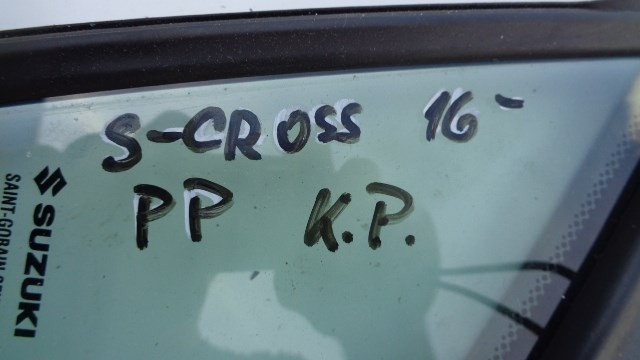 S-CROSS 16-
PP K.P.
SUZUKI
SAINT-GOBAIN